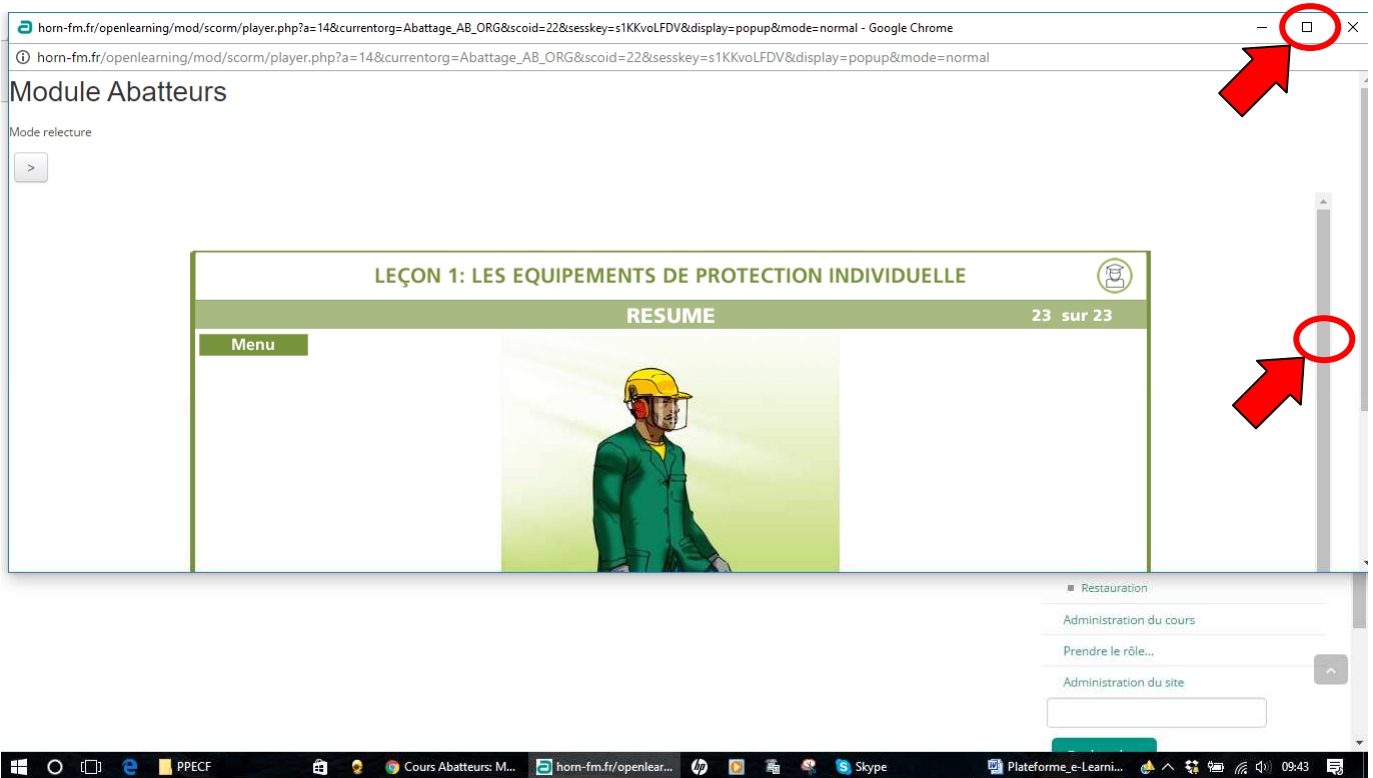 horn-fm.fr/openlearning/mod/scorm/player.php?a=14&currentorg=Abattage_AB_ORG&scoid=22&sesskey=s1KKvoLFDV&display=popup&mode=normal - Google Chrome
horn-fm.fr/openlearning/mod/scorm/player.php?a=14&currentorg=Abattage_AB_ORG&scoid=22&sesskey=s1KKvoLFDV&display=popup&mode=normal
Module Abatteurs
Mode relecture
>
LEÇON 1: LES EQUIPEMENTS DE PROTECTION INDIVIDUELLE
RESUME 23 sur 23
Menu
Restauration
Administration du cours
Prendre le rôle...
Administration du site
PPECF Cours Abatteurs: M... horn-fm.fr/openlear... Skype Plateforme_e-Learni... 09:43